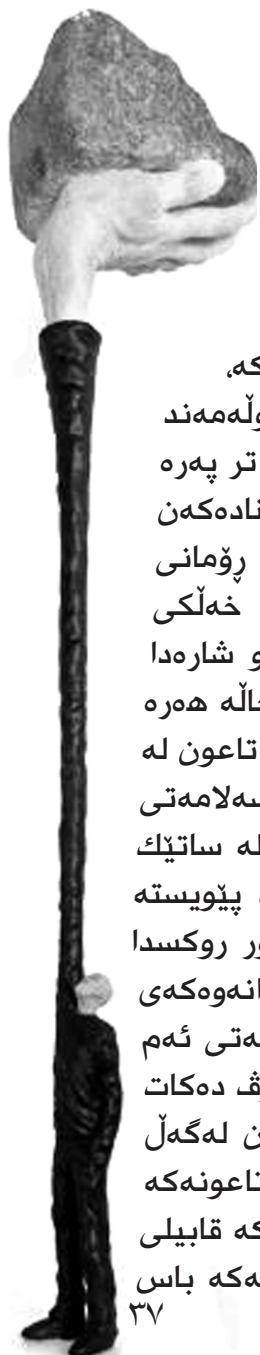 کە،
وڵەمەند
تر پەرە
نادەکەن
ڕۆمانی
خەڵکی
و شارەدا
حاڵە هەرە
تاعون لە
سەلامەتی
لە ساتێك
، پێویستە
ور روکسدا
انەوەکەی
ەتی ئەم
ڤ دەکات
ن لەگەڵ
تاعونەکە
کە قابیلی
ەکە باس
٣٧